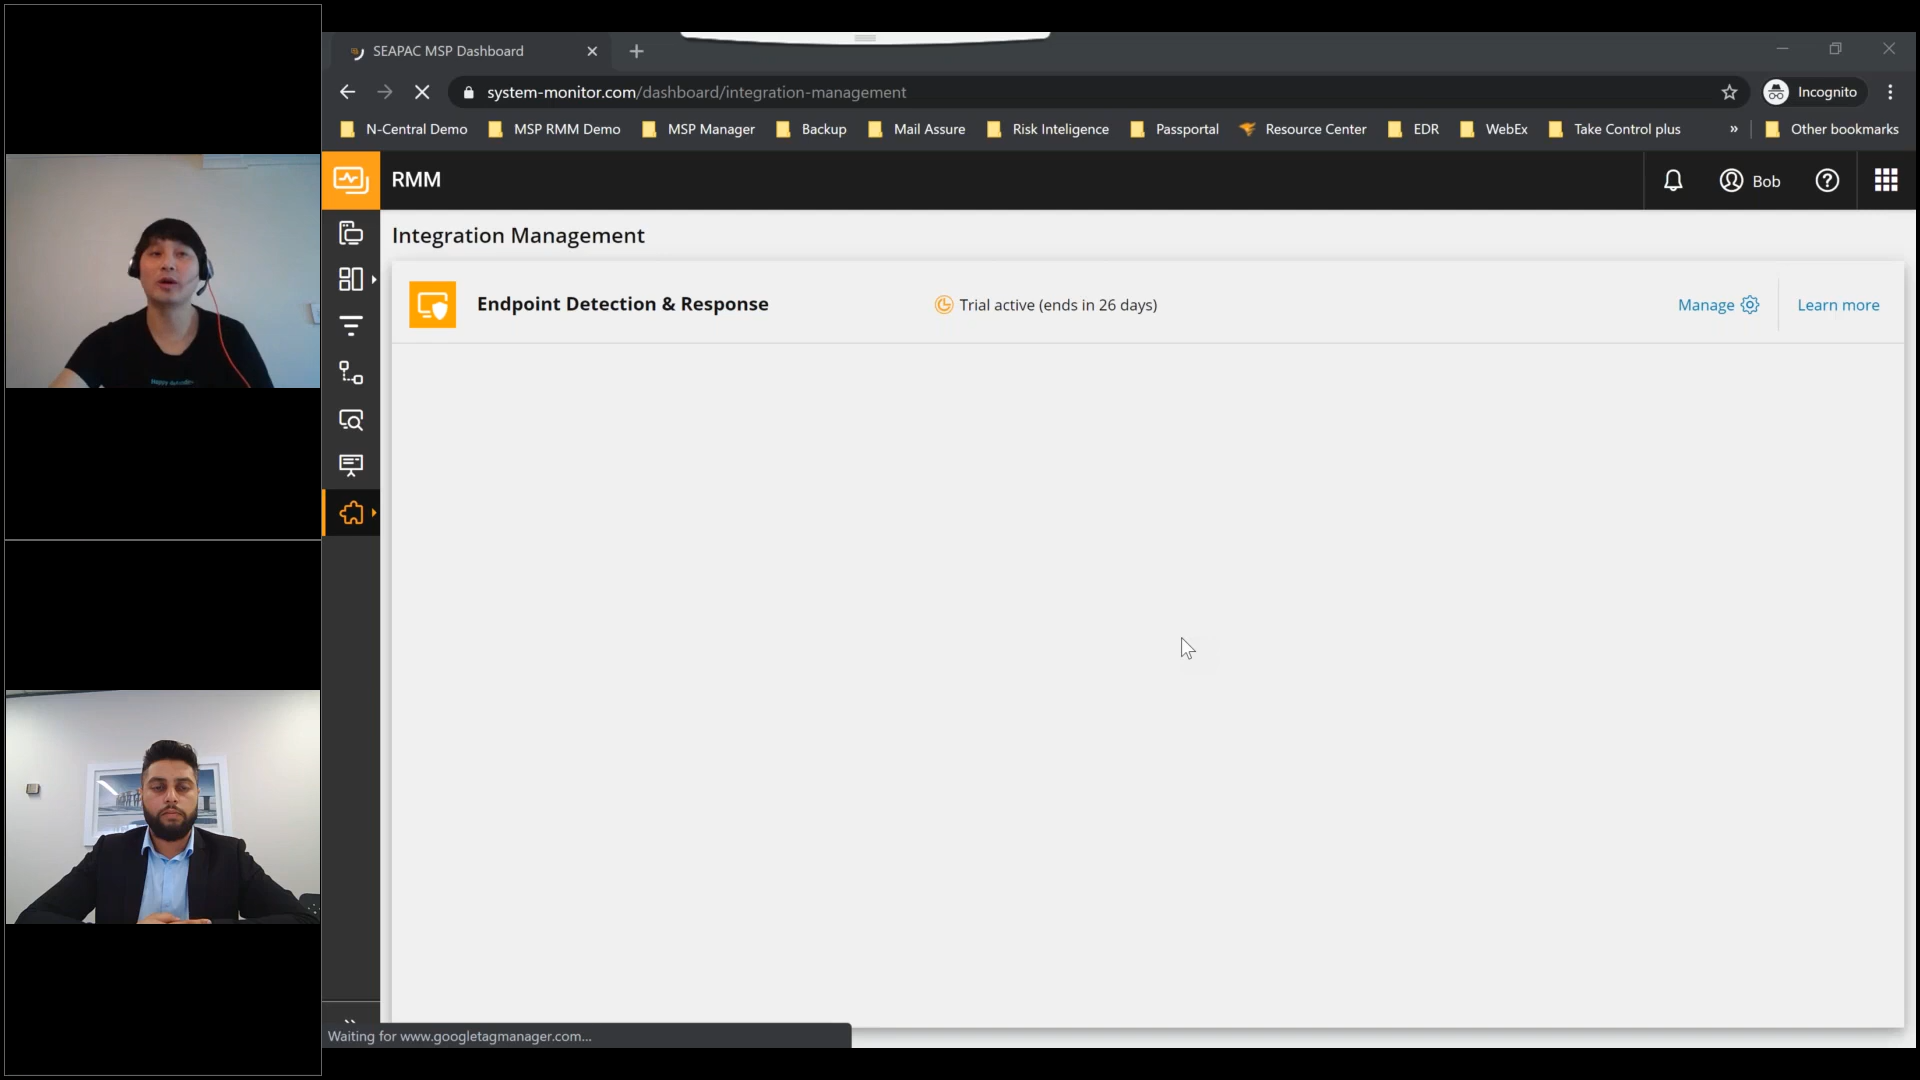 SEAPAC MSP Dashboard
system-monitor.com/dashboard/integration-management
Incognito
N-Central Demo
MSP RMM Demo
MSP Manager
Backup
Mail Assure
Risk Inteligence
Passportal
Resource Center
EDR
WebEx
Take Control plus
»
Other bookmarks
RMM
Bob
Integration Management
Endpoint Detection & Response
Trial active (ends in 26 days)
Manage
Learn more
Waiting for www.googletagmanager.com...